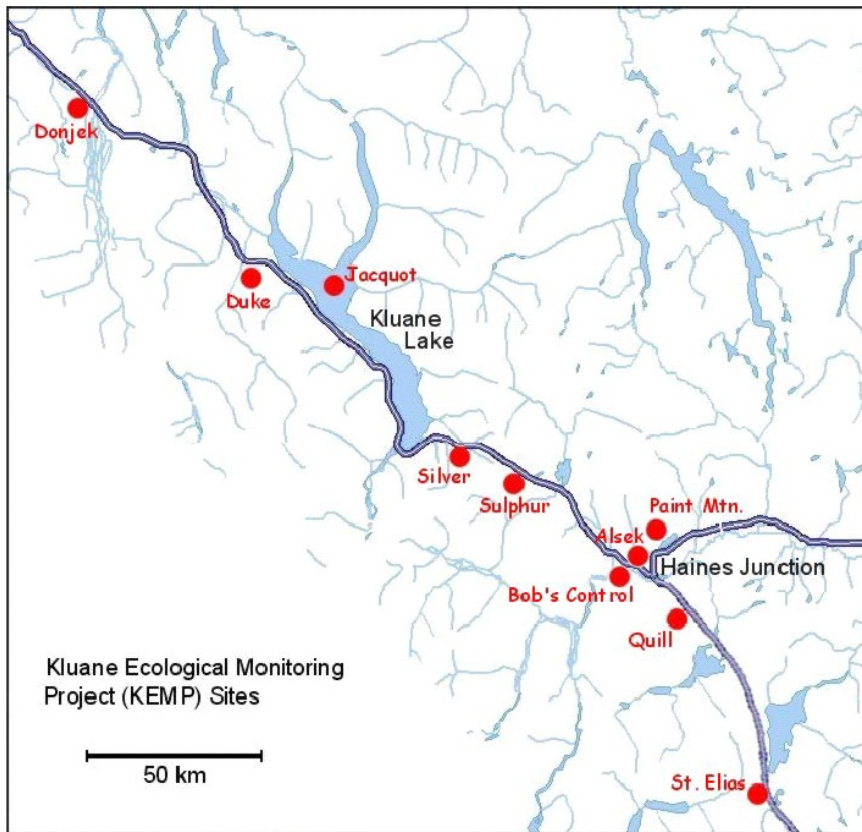 Donjek
Jacquot
Duke
Kluane
Lake
Silver
Sulphur
Paint Mtn.
Alsek
Haines Junction
Bob's Control
Quill
Kluane Ecological Monitoring
Project (KEMP) Sites
50 km
St. Elias